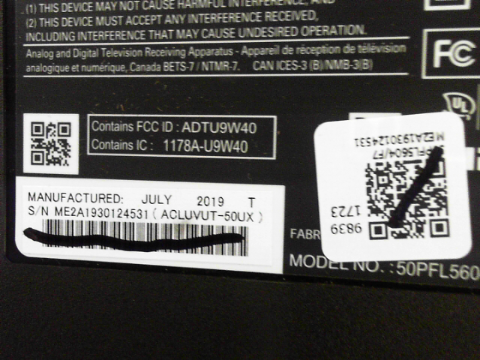 (1) THIS DEVICE MAY NOT CAUSE HARMFUL INTERFERENCE, AND
(2) THIS DEVICE MUST ACCEPT ANY INTERFERENCE RECEIVED,
INCLUDING INTERFERENCE THAT MAY CAUSE UNDESIRED OPERATION.
Analog and Digital Television Receiving Apparatus - Appareil de réception de télévision
analogique et numérique, Canada BETS-7 / NTMR-7. CAN ICES-3 (B)/NMB-3(B)
FC
UL
Contains FCC ID : ADTU9W40
Contains IC : 1178A-U9W40
ME2A1930124531
PFL5604/F7
9839
1723
MANUFACTURED: JULY 2019 T
S/N ME2A1930124531 (ACLUVUT-50UX)
MODEL NO. : 50PFL560